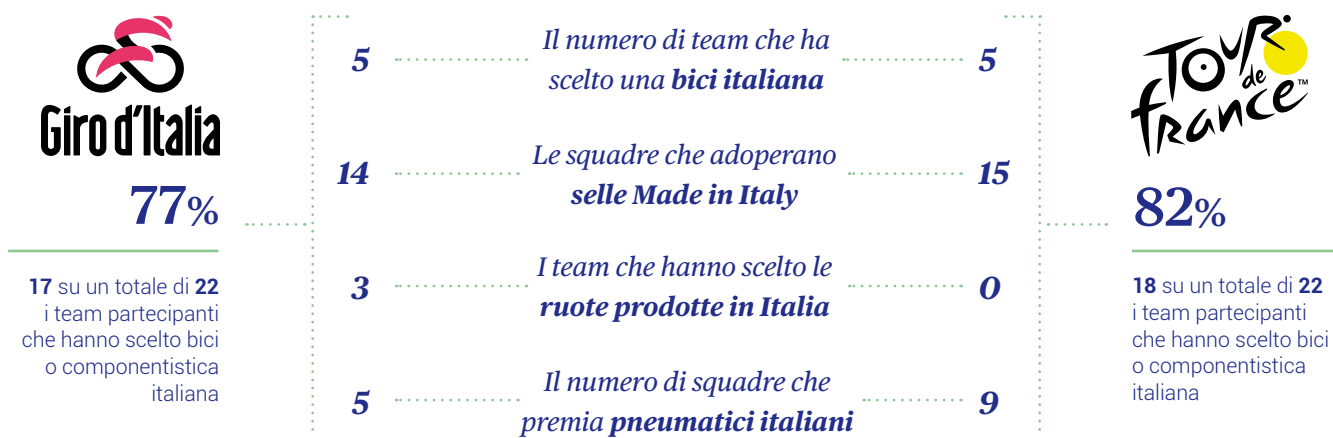 Giro d'Italia
77%
17 su un totale di 22
i team partecipanti
che hanno scelto bici
o componentistica
italiana
5
Il numero di team che ha
scelto una bici italiana
5
14
Le squadre che adoperano
selle Made in Italy
15
3
I team che hanno scelto le
ruote prodotte in Italia
0
5
Il numero di squadre che
premia pneumatici italiani
9
TOUR
de
france™
82%
18 su un totale di 22
i team partecipanti
che hanno scelto bici
o componentistica
italiana